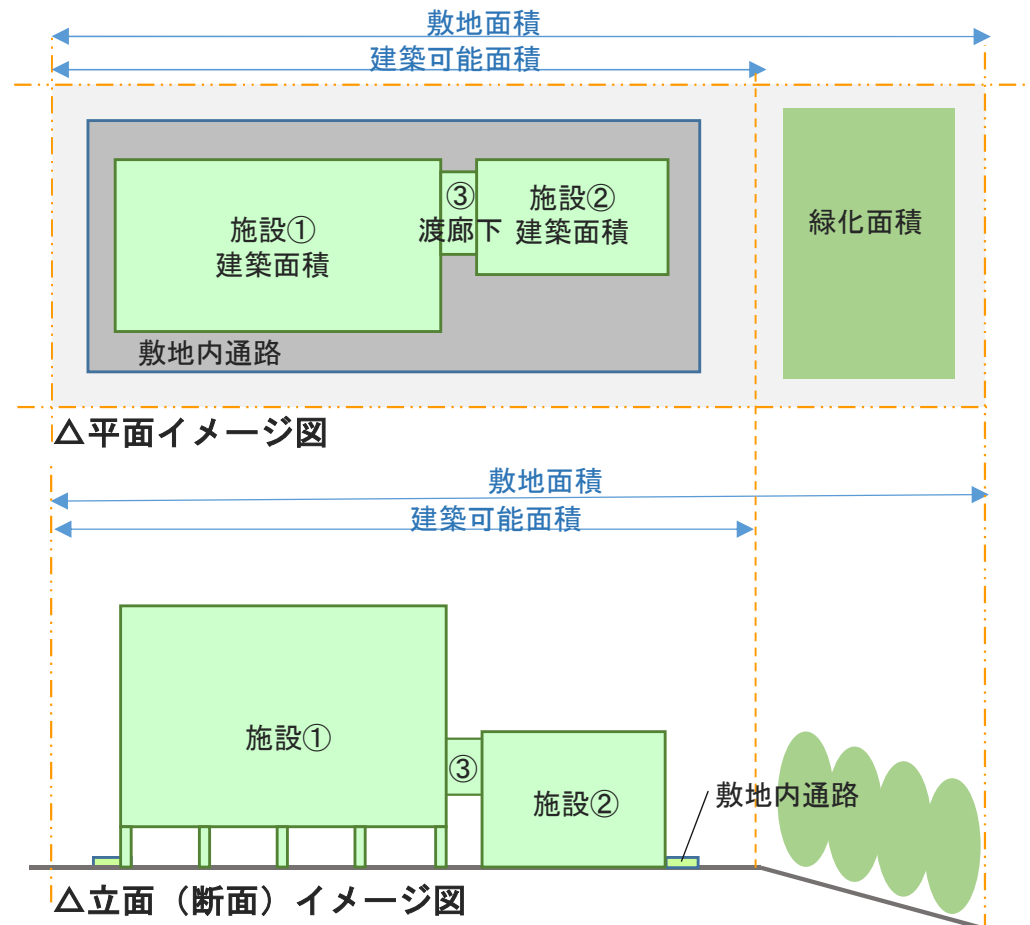 敷地面積
建築可能面積
施設①
建築面積
③
渡廊下
施設②
建築面積
緑化面積
敷地内通路
△平面イメージ図
敷地面積
建築可能面積
施設①
③
施設②
敷地内通路
△立面（断面）イメージ図